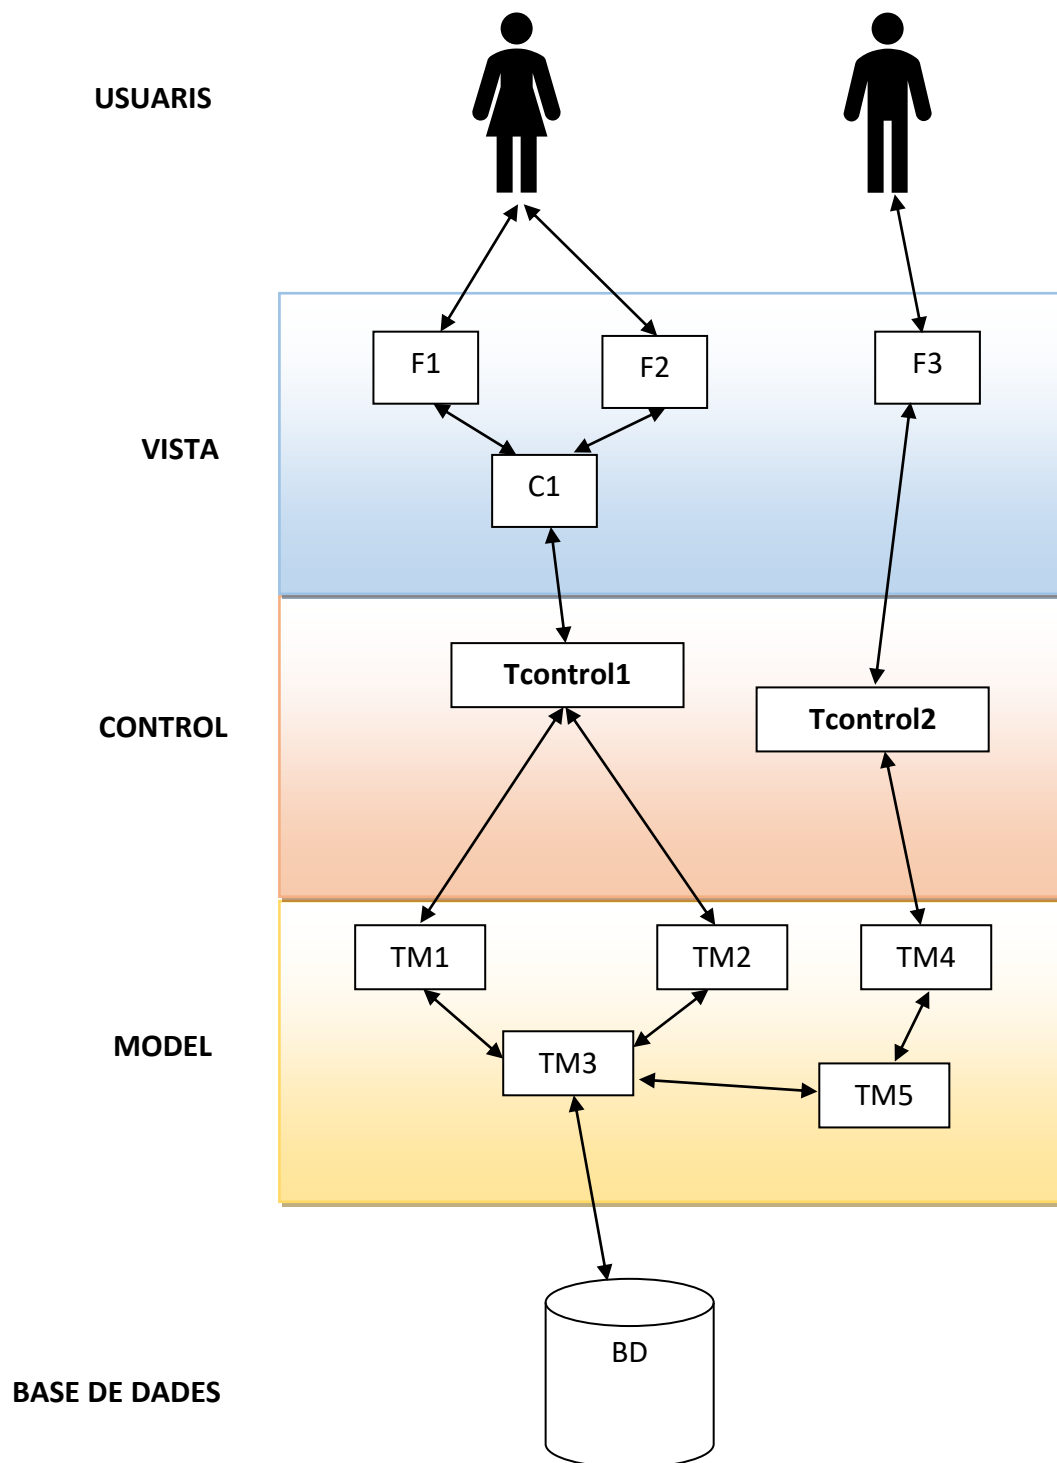 USUARIS
F1
F2
F3
VISTA
C1
Tcontrol1
Tcontrol2
CONTROL
TM1
TM2
TM4
MODEL
TM3
TM5
BD
BASE DE DADES